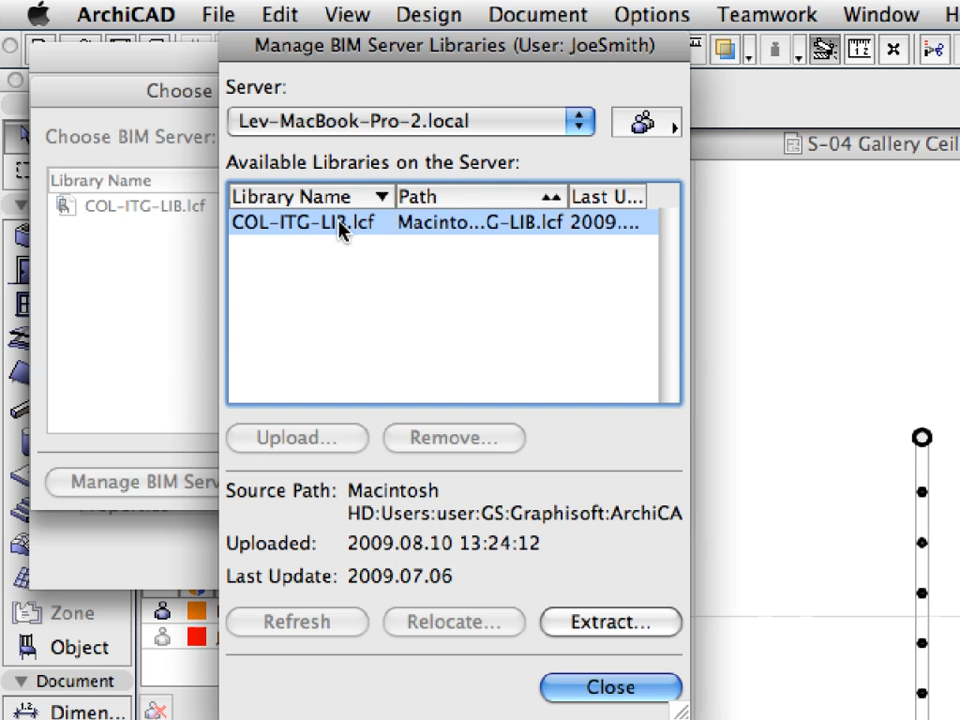 ArchiCAD File Edit View Design Document Options Teamwork Window H
Manage BIM Server Libraries (User: JoeSmith)
Choose
Server:
Lev-MacBook-Pro-2.local
Choose BIM Server:
S-04 Gallery Ceil
Available Libraries on the Server:
Library Name
Library Name Path Last U...
COL-ITG-LIB.lcf
COL-ITG-LIB.lcf Macinto...G-LIB.lcf 2009....
Upload... Remove...
Manage BIM Serv
Source Path: Macintosh
HD:Users:user:GS:Graphisoft:ArchiCA
Uploaded: 2009.08.10 13:24:12
Last Update: 2009.07.06
Zone
Refresh Relocate... Extract...
Object
Document
Close
Dimen...